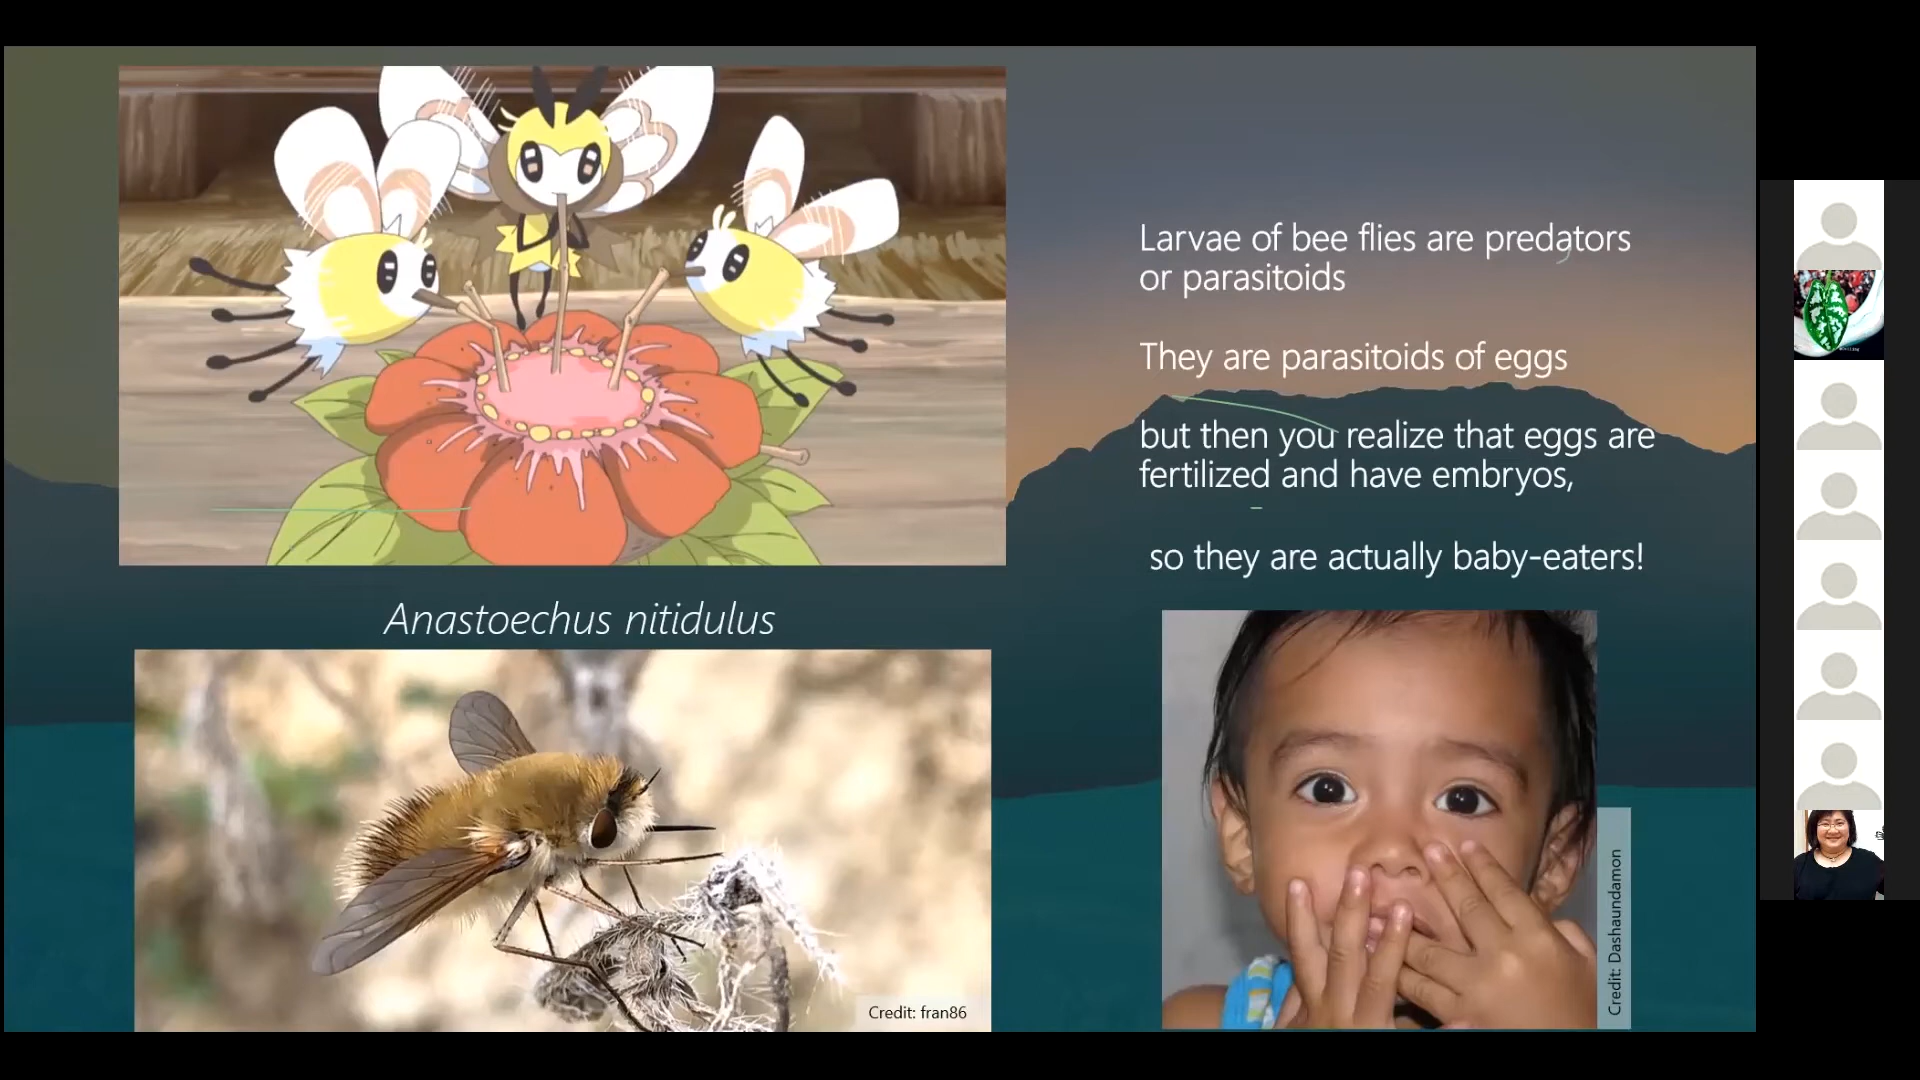 Larvae of bee flies are predators
or parasitoids
They are parasitoids of eggs
but then you realize that eggs are
fertilized and have embryos,
so they are actually baby-eaters!
Anastoechus nitidulus
Credit: fran86
Credit: Dashaundamon